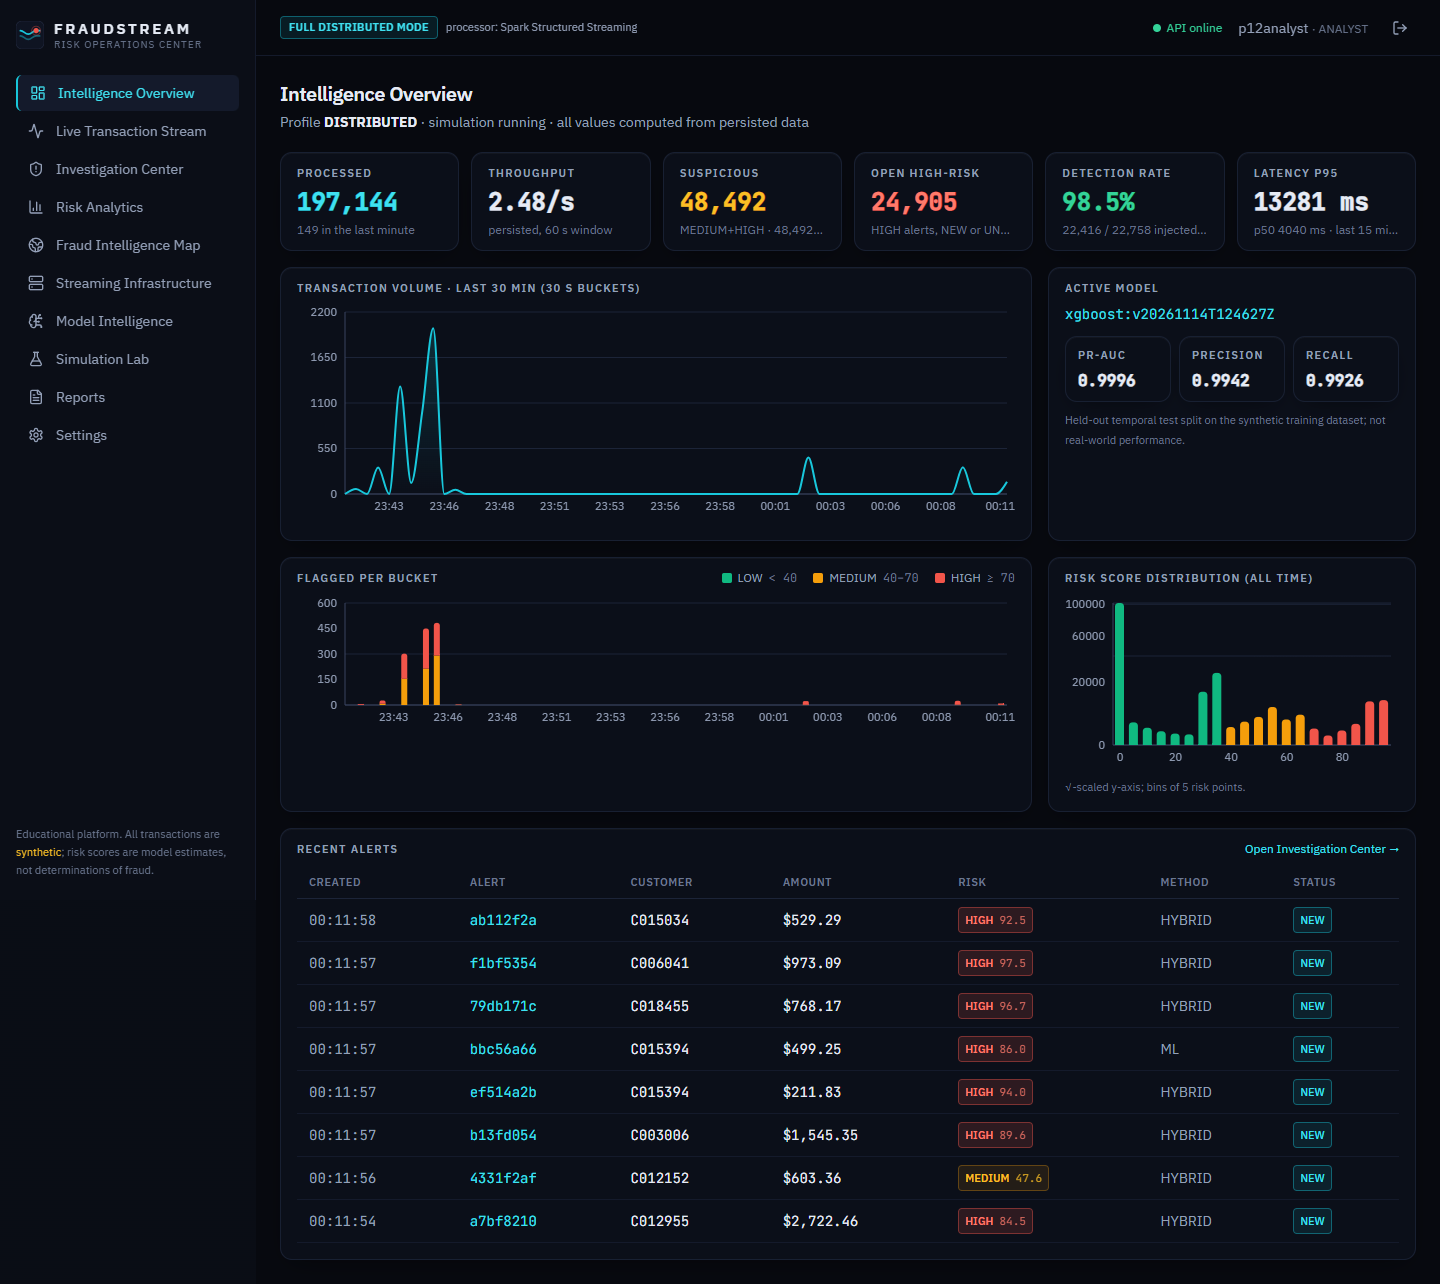 FRAUDSTREAM
RISK OPERATIONS CENTER
Intelligence Overview
Live Transaction Stream
Investigation Center
Risk Analytics
Fraud Intelligence Map
Streaming Infrastructure
Model Intelligence
Simulation Lab
Reports
Settings
Educational platform. All transactions are
synthetic; risk scores are model estimates,
not determinations of fraud.
FULL DISTRIBUTED MODE processor: Spark Structured Streaming
API online p12analyst · ANALYST
Intelligence Overview
Profile DISTRIBUTED · simulation running · all values computed from persisted data
PROCESSED
197,144
149 in the last minute
THROUGHPUT
2.48/s
persisted, 60 s window
SUSPICIOUS
48,492
MEDIUM+HIGH · 48,492...
OPEN HIGH-RISK
24,905
HIGH alerts, NEW or UN...
DETECTION RATE
98.5%
22,416 / 22,758 injected...
LATENCY P95
13281 ms
p50 4040 ms · last 15 mi...
TRANSACTION VOLUME · LAST 30 MIN (30 S BUCKETS)
2200
1650
1100
550
0
23:43 23:46 23:48 23:51 23:53 23:56 23:58 00:01 00:03 00:06 00:08 00:11
ACTIVE MODEL
xgboost:v20261114T124627Z
PR-AUC
0.9996
PRECISION
0.9942
RECALL
0.9926
Held-out temporal test split on the synthetic training dataset; not
real-world performance.
FLAGGED PER BUCKET
LOW < 40 MEDIUM 40–70 HIGH ≥ 70
600
450
300
150
0
23:43 23:46 23:48 23:51 23:53 23:56 23:58 00:01 00:03 00:06 00:08 00:11
RISK SCORE DISTRIBUTION (ALL TIME)
100000
60000
20000
0
0 20 40 60 80
√-scaled y-axis; bins of 5 risk points.
RECENT ALERTS
Open Investigation Center →
CREATED ALERT CUSTOMER AMOUNT RISK METHOD STATUS
00:11:58 ab112f2a C015034 $529.29 HIGH 92.5 HYBRID NEW
00:11:57 f1bf5354 C006041 $973.09 HIGH 97.5 HYBRID NEW
00:11:57 79db171c C018455 $768.17 HIGH 96.7 HYBRID NEW
00:11:57 bbc56a66 C015394 $499.25 HIGH 86.0 ML NEW
00:11:57 ef514a2b C015394 $211.83 HIGH 94.0 HYBRID NEW
00:11:57 b13fd054 C003006 $1,545.35 HIGH 89.6 HYBRID NEW
00:11:56 4331f2af C012152 $603.36 MEDIUM 47.6 HYBRID NEW
00:11:54 a7bf8210 C012955 $2,722.46 HIGH 84.5 HYBRID NEW